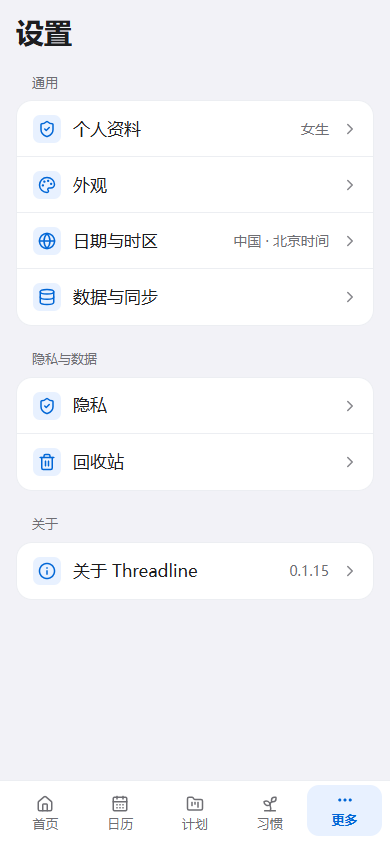 设置
通用
个人资料 女生
外观
日期与时区 中国 · 北京时间
数据与同步
隐私与数据
隐私
回收站
关于
关于 Threadline 0.1.15
首页 日历 计划 习惯 更多